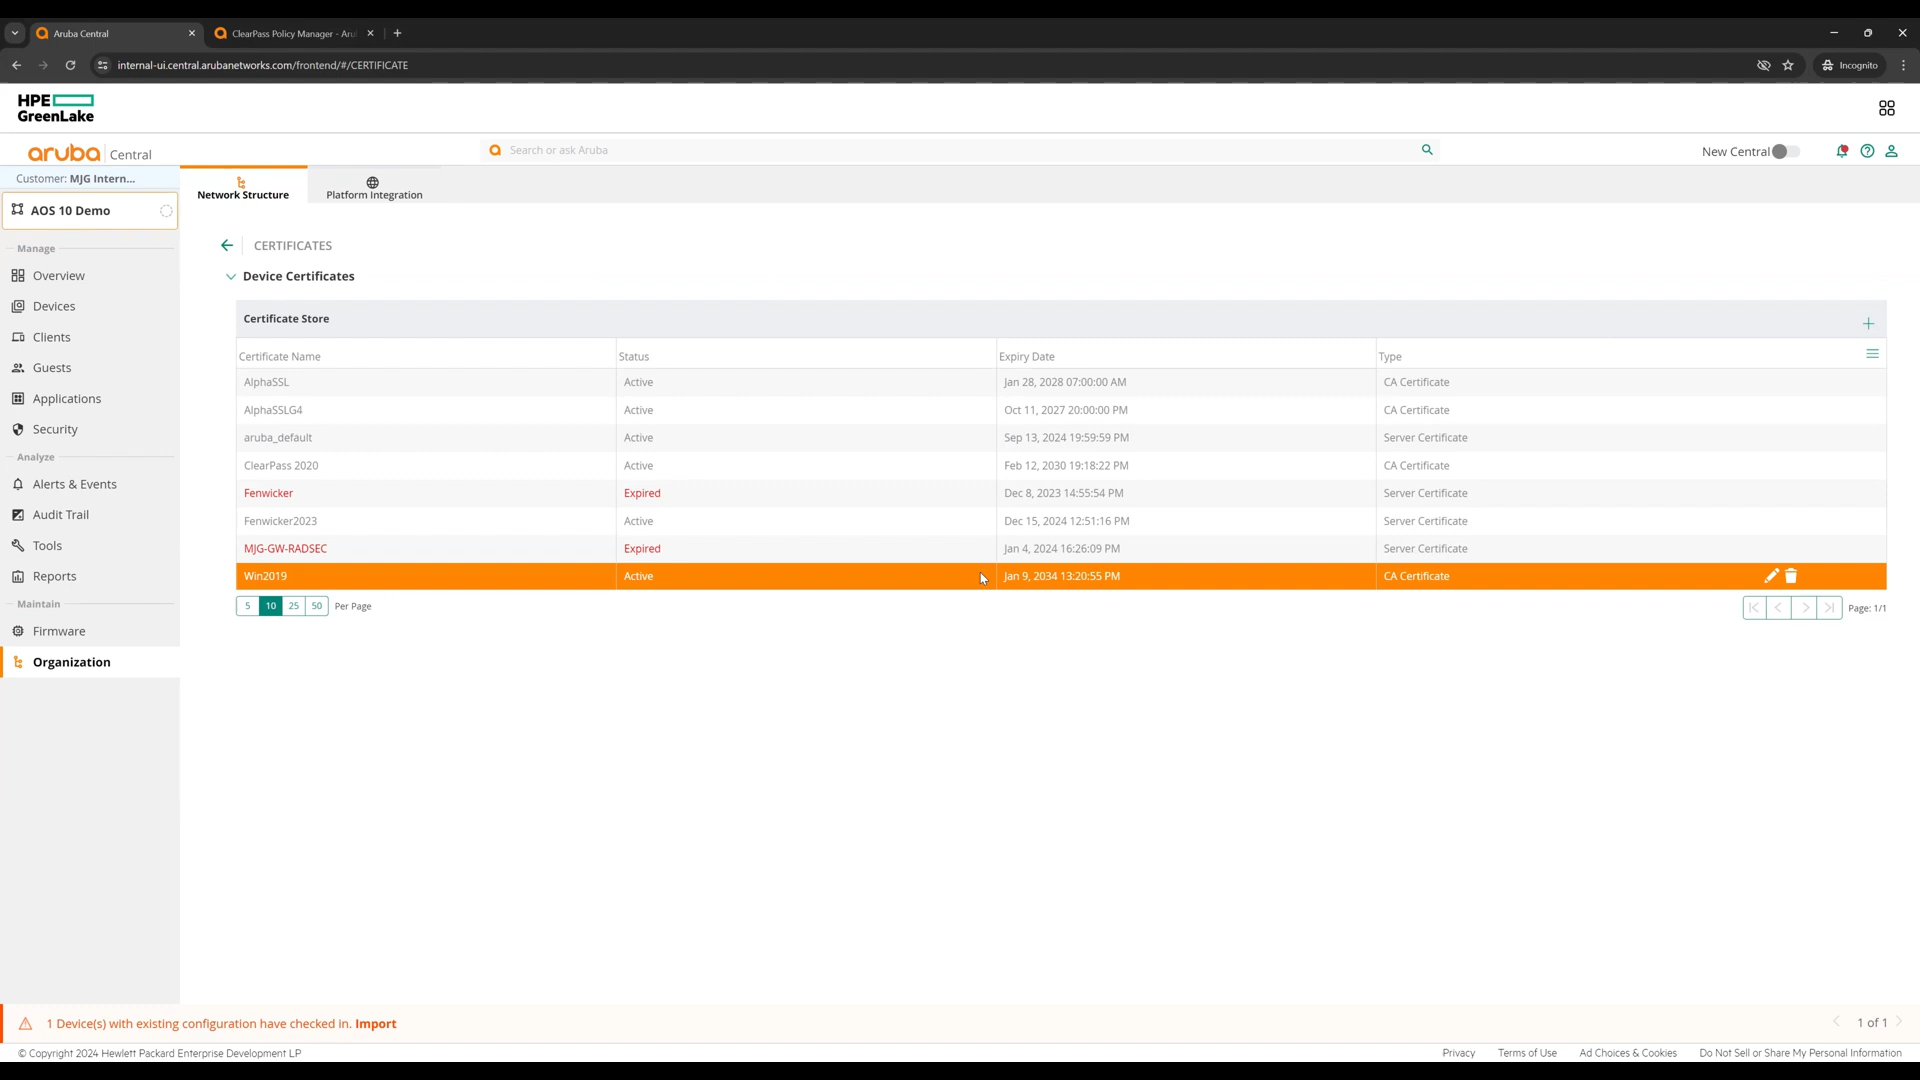 Aruba Central
ClearPass Policy Manager - Aru
internal-ui.central.arubanetworks.com/frontend/#/CERTIFICATE
Incognito
HPE
GreenLake
aruba Central
Search or ask Aruba
New Central
Customer: MJG Intern...
Network Structure
Platform Integration
AOS 10 Demo
Manage
Overview
Devices
Clients
Guests
Applications
Security
Analyze
Alerts & Events
Audit Trail
Tools
Reports
Maintain
Firmware
Organization
CERTIFICATES
Device Certificates
Certificate Store
Certificate Name Status Expiry Date Type
AlphaSSL Active Jan 28, 2028 07:00:00 AM CA Certificate
AlphaSSLG4 Active Oct 11, 2027 20:00:00 PM CA Certificate
aruba_default Active Sep 13, 2024 19:59:59 PM Server Certificate
ClearPass 2020 Active Feb 12, 2030 19:18:22 PM CA Certificate
Fenwicker Expired Dec 8, 2023 14:55:54 PM Server Certificate
Fenwicker2023 Active Dec 15, 2024 12:51:16 PM Server Certificate
MJG-GW-RADSEC Expired Jan 4, 2024 16:26:09 PM Server Certificate
Win2019 Active Jan 9, 2034 13:20:55 PM CA Certificate
5 10 25 50 Per Page
Page: 1/1
1 Device(s) with existing configuration have checked in. Import
1 of 1
© Copyright 2024 Hewlett Packard Enterprise Development LP
Privacy Terms of Use Ad Choices & Cookies Do Not Sell or Share My Personal Information